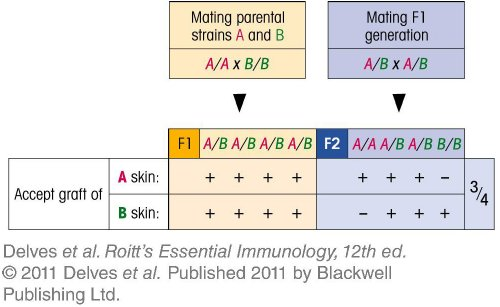 Mating parental
strains A and B
A/A x B/B
Mating F1
generation
A/B x A/B
F1 A/B A/B A/B A/B F2 A/A A/B A/B B/B
Accept graft of
A skin: + + + + + + + −
B skin: + + + + − + + +
3/4
Delves et al. Roitt's Essential Immunology, 12th ed.
© 2011 Delves et al. Published 2011 by Blackwell
Publishing Ltd.